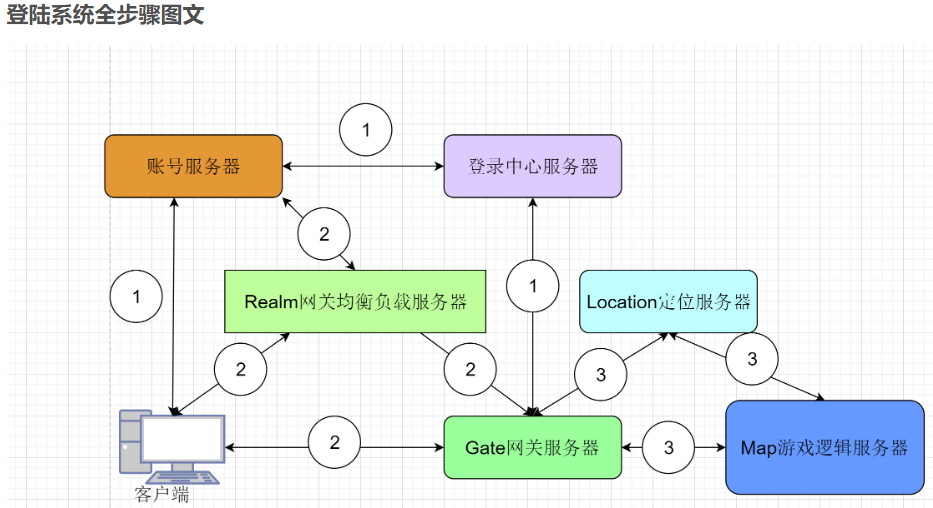 登陆系统全步骤图文
1
账号服务器
登录中心服务器
2
1
1
Realm网关均衡负载服务器
Location定位服务器
2
2
3
3
2
Gate网关服务器
3
Map游戏逻辑服务器
客户端